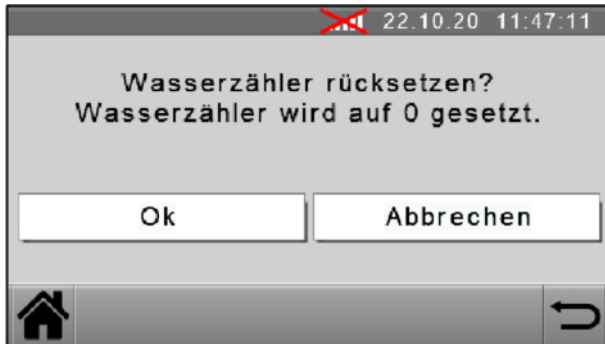 22.10.20 11:47:11
Wasserzähler rücksetzen?
Wasserzähler wird auf 0 gesetzt.
Ok
Abbrechen